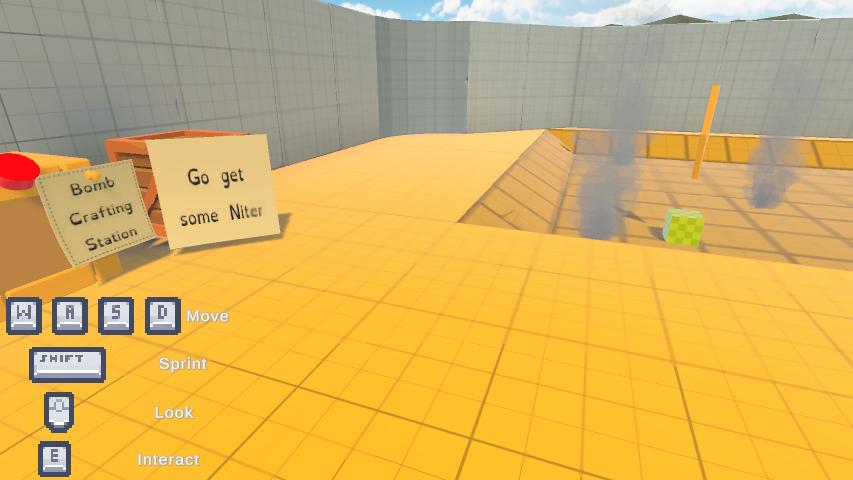 Bomb
Crafting
Station
Go get
some Niter
W A S D Move
SHIFT Sprint
Look
E Interact